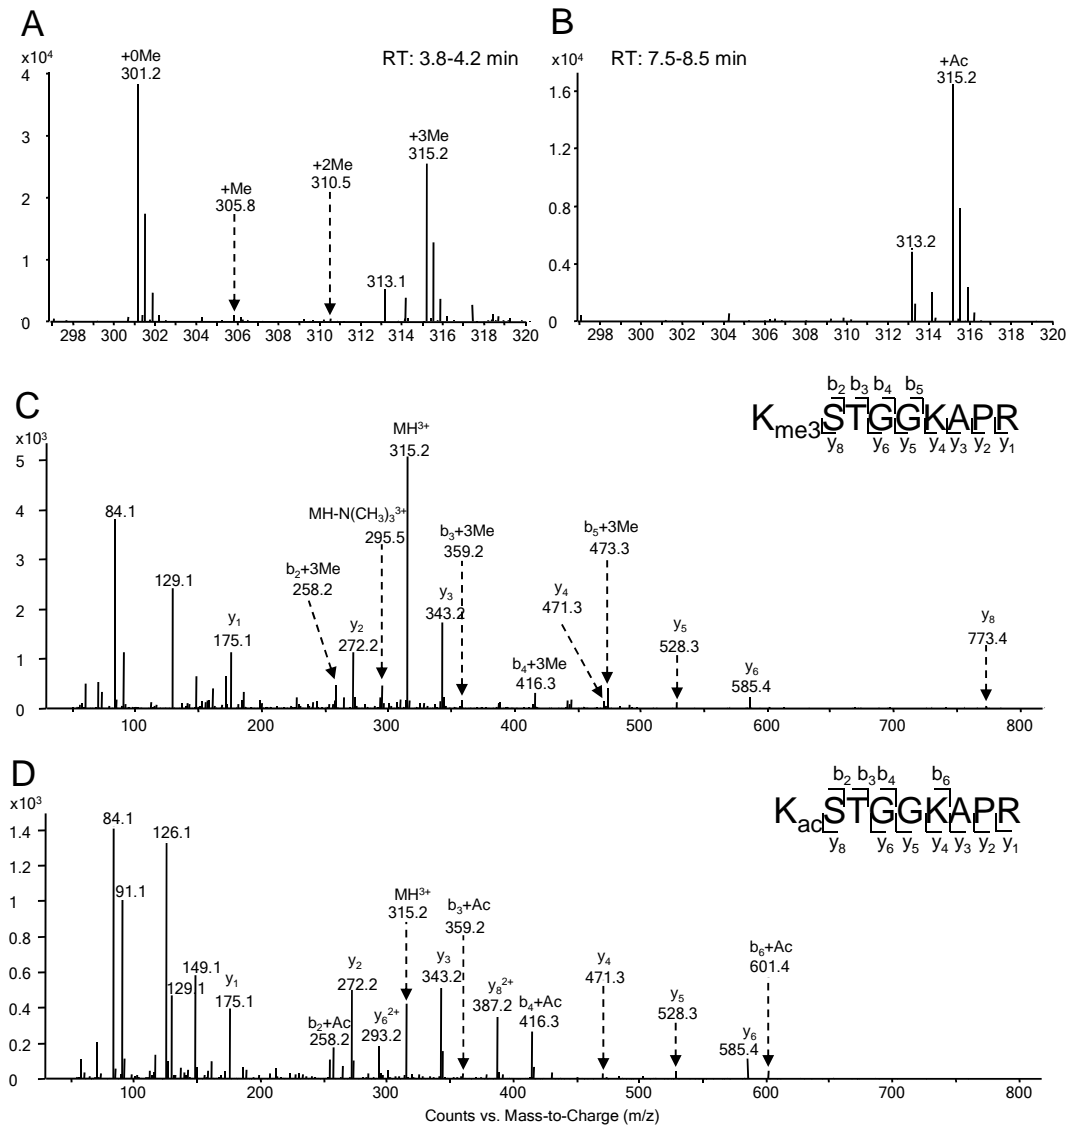 A
x10⁴
+0Me
301.2
RT: 3.8-4.2 min
+3Me
315.2
+2Me
310.5
+Me
305.8
313.1
4
3
2
1
0
298 300 302 304 306 308 310 312 314 316 318 320
B
x10⁴
RT: 7.5-8.5 min
+Ac
315.2
313.2
1.6
1.2
0.8
0.4
0
298 300 302 304 306 308 310 312 314 316 318 320
C
x10³
b₂ b₃ b₄ b₅
Kme3STGGKAPR
y₈ y₆ y₅ y₄ y₃ y₂ y₁
MH³⁺
315.2
84.1
MH-N(CH₃)₃³⁺
295.5
b₃+3Me
359.2
b₅+3Me
473.3
129.1
b₂+3Me
258.2
y₁
175.1
y₂
272.2
y₃
343.2
y₄
471.3
b₄+3Me
416.3
y₅
528.3
y₆
585.4
y₈
773.4
5
4
3
2
1
0
100 200 300 400 500 600 700 800
D
x10³
b₂ b₃ b₄ b₆
KacSTGGKAPR
y₈ y₆ y₅ y₄ y₃ y₂ y₁
84.1
126.1
91.1
MH³⁺
315.2
b₃+Ac
359.2
149.1
129.1
y₁
175.1
y₂
272.2
b₂+Ac
258.2
y₆²⁺
293.2
y₃
343.2
y₈²⁺
387.2
b₄+Ac
416.3
y₄
471.3
y₅
528.3
y₆
585.4
b₆+Ac
601.4
1.4
1.2
1
0.8
0.6
0.4
0.2
0
100 200 300 400 500 600 700 800
Counts vs. Mass-to-Charge (m/z)